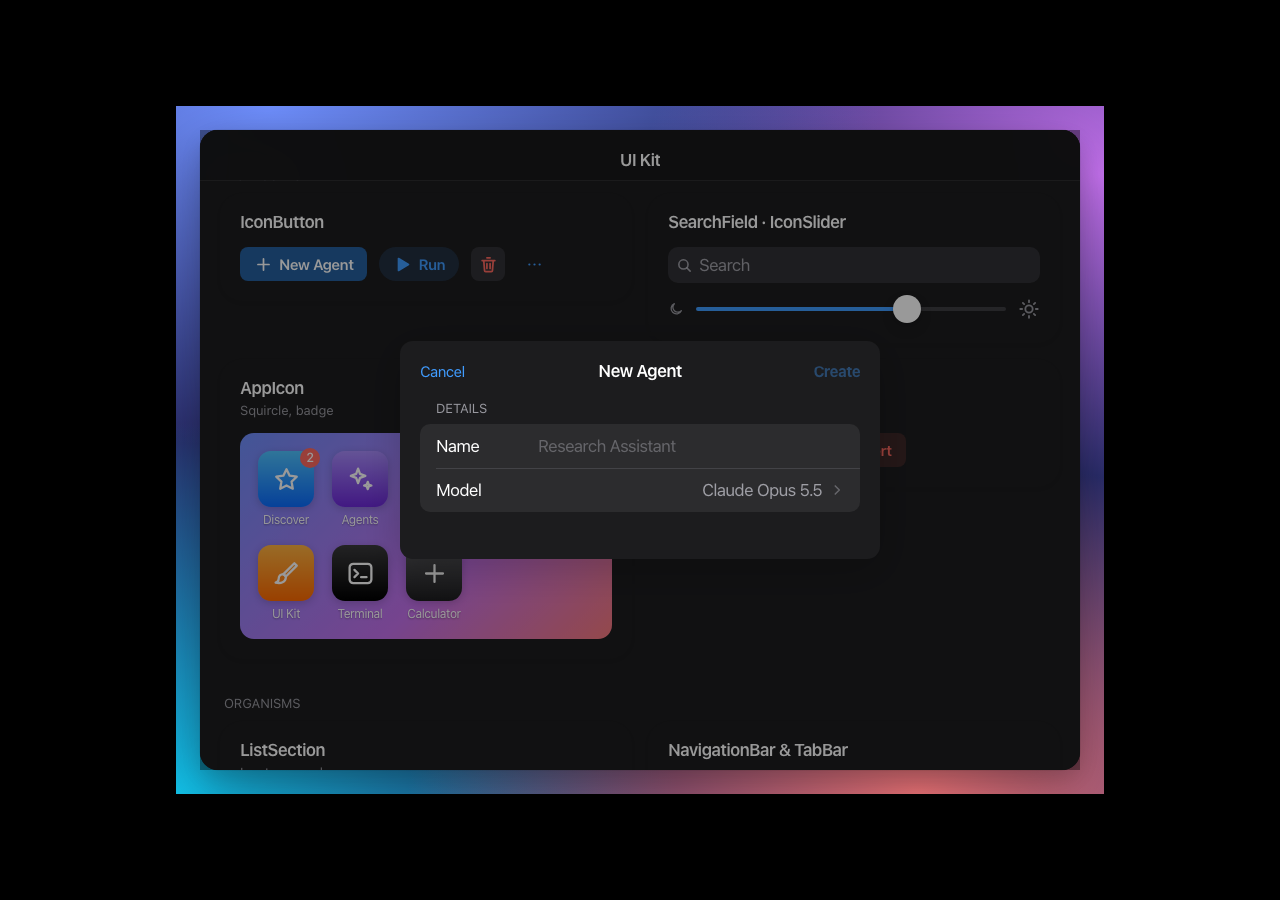 UI Kit
IconButton
SearchField · IconSlider
New Agent
Run
Search
AppIcon
Squircle, badge
Cancel
New Agent
Create
DETAILS
Name
Research Assistant
Model
Claude Opus 5.5
2
Discover
Agents
UI Kit
Terminal
Calculator
ORGANISMS
ListSection
NavigationBar & TabBar